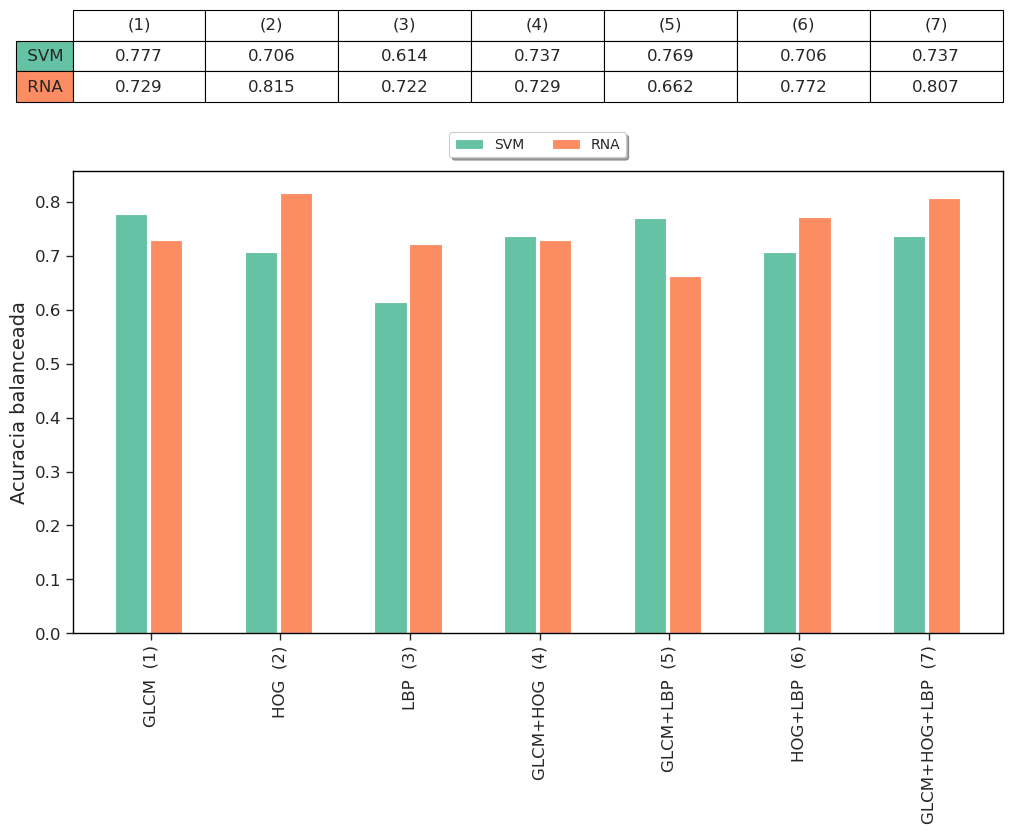 (1) (2) (3) (4) (5) (6) (7)
SVM 0.777 0.706 0.614 0.737 0.769 0.706 0.737
RNA 0.729 0.815 0.722 0.729 0.662 0.772 0.807
SVM RNA
Acuracia balanceada
0.8
0.7
0.6
0.5
0.4
0.3
0.2
0.1
0.0
GLCM (1)
HOG (2)
LBP (3)
GLCM+HOG (4)
GLCM+LBP (5)
HOG+LBP (6)
GLCM+HOG+LBP (7)